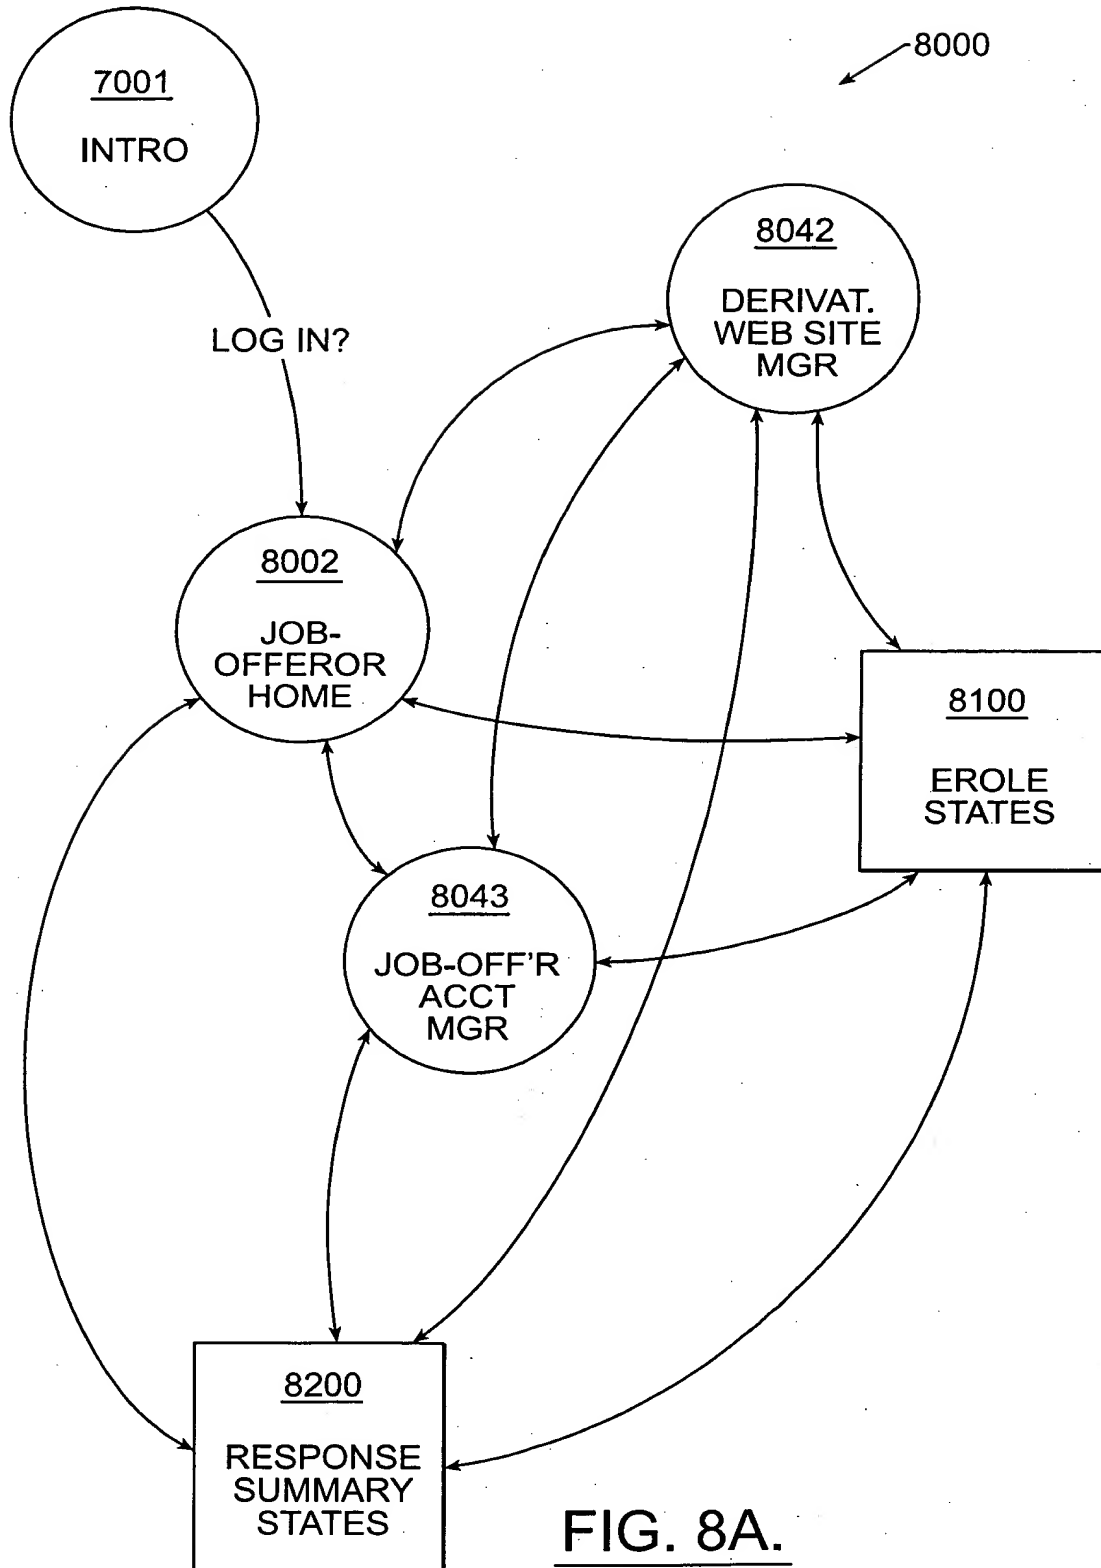 8000
7001
INTRO
8042
DERIVAT.
WEB SITE
MGR
LOG IN?
8002
JOB-
OFFEROR
HOME
8100
EROLE
STATES
8043
JOB-OFF'R
ACCT
MGR
8200
RESPONSE
SUMMARY
STATES
FIG. 8A.